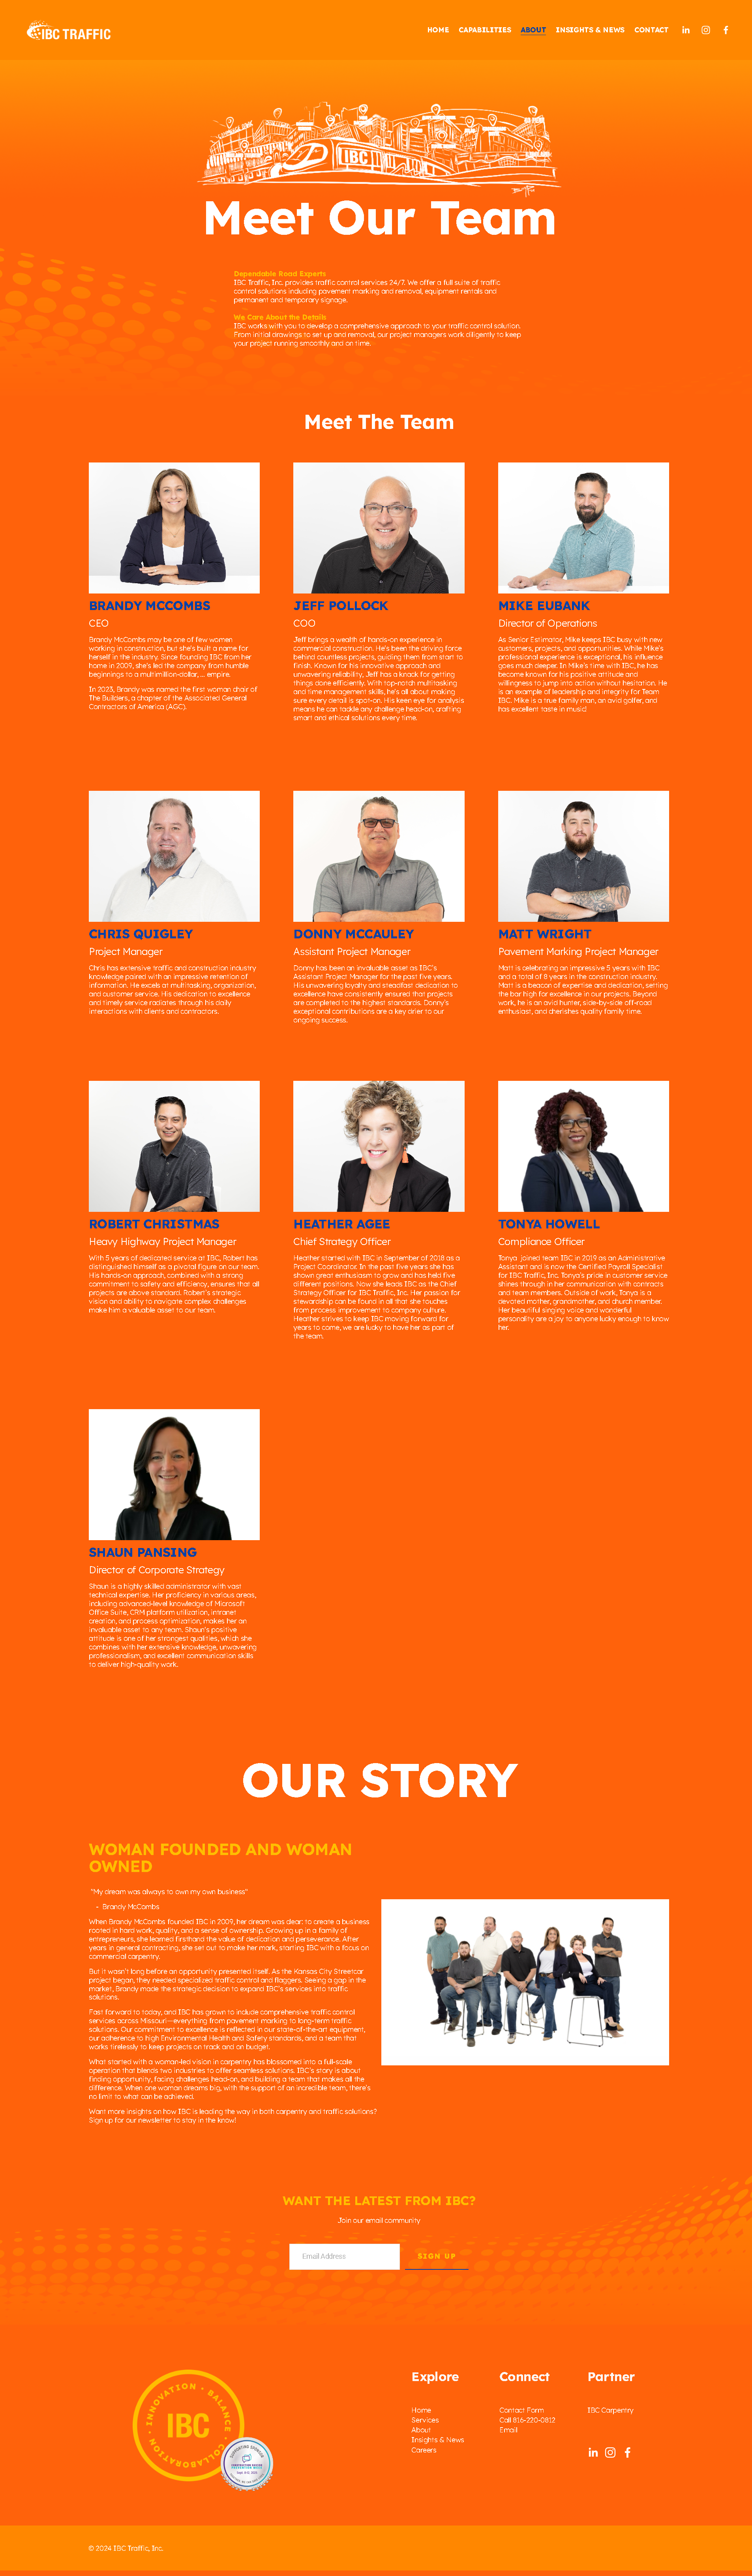 IBC TRAFFIC
HOME CAPABILITIES ABOUT INSIGHTS & NEWS CONTACT
IBC
Meet Our Team
Dependable Road Experts
IBC Traffic, Inc. provides traffic control services 24/7. We offer a full suite of traffic
control solutions including pavement marking and removal, equipment rentals and
permanent and temporary signage.
We Care About the Details
IBC works with you to develop a comprehensive approach to your traffic control solution.
From initial drawings to set up and removal, our project managers work diligently to keep
your project running smoothly and on time.
Meet The Team
BRANDY MCCOMBS
CEO
Brandy McCombs may be one of few women
working in construction, but she's built a name for
herself in the industry. Since founding IBC from her
home in 2009, she's led the company from humble
beginnings to a multimillion-dollar, ... empire.
In 2023, Brandy was named the first woman chair of
The Builders, a chapter of the Associated General
Contractors of America (AGC).
JEFF POLLOCK
COO
Jeff brings a wealth of hands-on experience in
commercial construction. He's been the driving force
behind countless projects, guiding them from start to
finish. Known for his innovative approach and
unwavering reliability, Jeff has a knack for getting
things done efficiently. With top-notch multitasking
and time management skills, he's all about making
sure every detail is spot-on. His keen eye for analysis
means he can tackle any challenge head-on, crafting
smart and ethical solutions every time.
MIKE EUBANK
Director of Operations
As Senior Estimator, Mike keeps IBC busy with new
customers, projects, and opportunities. While Mike's
professional experience is exceptional, his influence
goes much deeper. In Mike's time with IBC, he has
become known for his positive attitude and
willingness to jump into action without hesitation. He
is an example of leadership and integrity for Team
IBC. Mike is a true family man, an avid golfer, and
has excellent taste in music!
CHRIS QUIGLEY
Project Manager
Chris has extensive traffic and construction industry
knowledge paired with an impressive retention of
information. He excels at multitasking, organization,
and customer service. His dedication to excellence
and timely service radiates through his daily
interactions with clients and contractors.
DONNY MCCAULEY
Assistant Project Manager
Donny has been an invaluable asset as IBC's
Assistant Project Manager for the past five years.
His unwavering loyalty and steadfast dedication to
excellence have consistently ensured that projects
are completed to the highest standards. Donny's
exceptional contributions are a key drier to our
ongoing success.
MATT WRIGHT
Pavement Marking Project Manager
Matt is celebrating an impressive 5 years with IBC
and a total of 8 years in the construction industry.
Matt is a beacon of expertise and dedication, setting
the bar high for excellence in our projects. Beyond
work, he is an avid hunter, side-by-side off-road
enthusiast, and cherishes quality family time.
ROBERT CHRISTMAS
Heavy Highway Project Manager
With 5 years of dedicated service at IBC, Robert has
distinguished himself as a pivotal figure on our team.
His hands-on approach, combined with a strong
commitment to safety and efficiency, ensures that all
projects are above standard. Robert's strategic
vision and ability to navigate complex challenges
make him a valuable asset to our team.
HEATHER AGEE
Chief Strategy Officer
Heather started with IBC in September of 2018 as a
Project Coordinator. In the past five years she has
shown great enthusiasm to grow and has held five
different positions. Now she leads IBC as the Chief
Strategy Officer for IBC Traffic, Inc. Her passion for
stewardship can be found in all that she touches
from process improvement to company culture.
Heather strives to keep IBC moving forward for
years to come, we are lucky to have her as part of
the team.
TONYA HOWELL
Compliance Officer
Tonya joined team IBC in 2019 as an Administrative
Assistant and is now the Certified Payroll Specialist
for IBC Traffic, Inc. Tonya's pride in customer service
shines through in her communication with contracts
and team members. Outside of work, Tonya is a
devoted mother, grandmother, and church member.
Her beautiful singing voice and wonderful
personality are a joy to anyone lucky enough to know
her.
SHAUN PANSING
Director of Corporate Strategy
Shaun is a highly skilled administrator with vast
technical expertise. Her proficiency in various areas,
including advanced-level knowledge of Microsoft
Office Suite, CRM platform utilization, intranet
creation, and process optimization, makes her an
invaluable asset to any team. Shaun's positive
attitude is one of her strongest qualities, which she
combines with her extensive knowledge, unwavering
professionalism, and excellent communication skills
to deliver high-quality work.
OUR STORY
WOMAN FOUNDED AND WOMAN
OWNED
"My dream was always to own my own business"
- Brandy McCombs
When Brandy McCombs founded IBC in 2009, her dream was clear: to create a business
rooted in hard work, quality, and a sense of ownership. Growing up in a family of
entrepreneurs, she learned firsthand the value of dedication and perseverance. After
years in general contracting, she set out to make her mark, starting IBC with a focus on
commercial carpentry.
But it wasn't long before an opportunity presented itself. As the Kansas City Streetcar
project began, they needed specialized traffic control and flaggers. Seeing a gap in the
market, Brandy made the strategic decision to expand IBC's services into traffic
solutions.
Fast forward to today, and IBC has grown to include comprehensive traffic control
services across Missouri—everything from pavement marking to long-term traffic
solutions. Our commitment to excellence is reflected in our state-of-the-art equipment,
our adherence to high Environmental Health and Safety standards, and a team that
works tirelessly to keep projects on track and on budget.
What started with a woman-led vision in carpentry has blossomed into a full-scale
operation that blends two industries to offer seamless solutions. IBC's story is about
finding opportunity, facing challenges head-on, and building a team that makes all the
difference. When one woman dreams big, with the support of an incredible team, there's
no limit to what can be achieved.
Want more insights on how IBC is leading the way in both carpentry and traffic solutions?
Sign up for our newsletter to stay in the know!
WANT THE LATEST FROM IBC?
Join our email community
Email Address
SIGN UP
INNOVATION - BALANCE - COLLABORATION
IBC
SUPPORTING SPONSOR
Explore
Home
Services
About
Insights & News
Careers
Connect
Contact Form
Call 816-220-0812
Email
Partner
IBC Carpentry
© 2024 IBC Traffic, Inc.